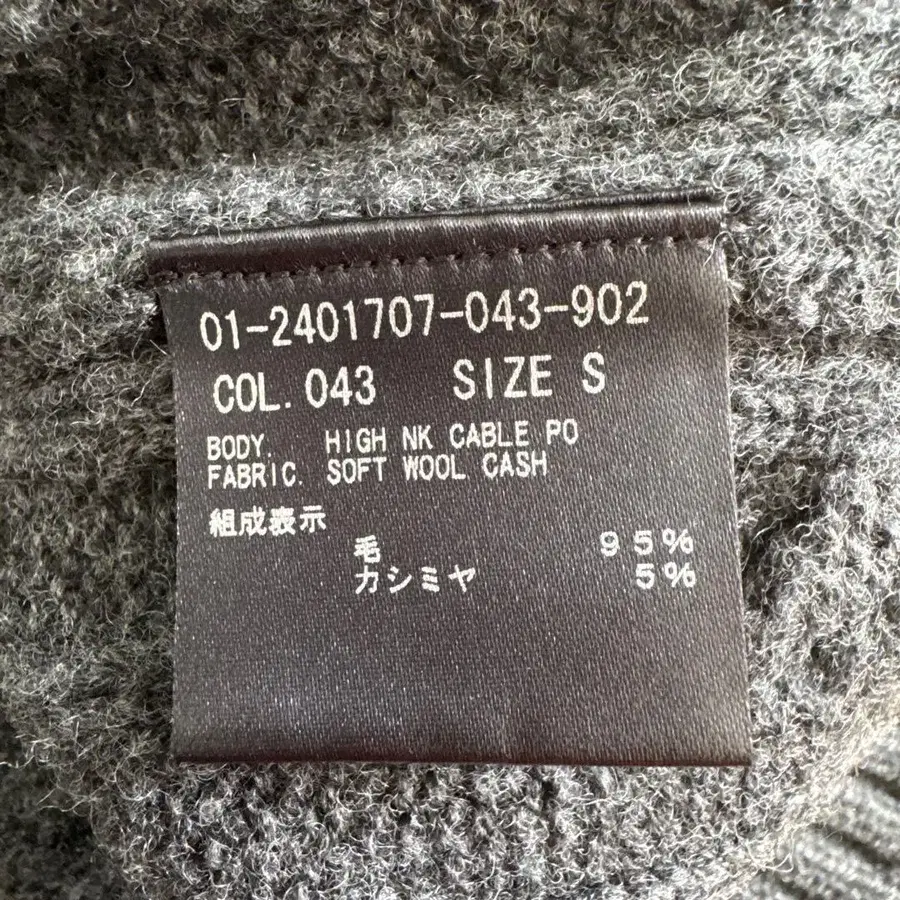 01-2401707-043-902
COL. 043 SIZE S
BODY. HIGH NK CABLE PO
FABRIC. SOFT WOOL CASH
組成表示
毛 95%
カシミヤ 5%